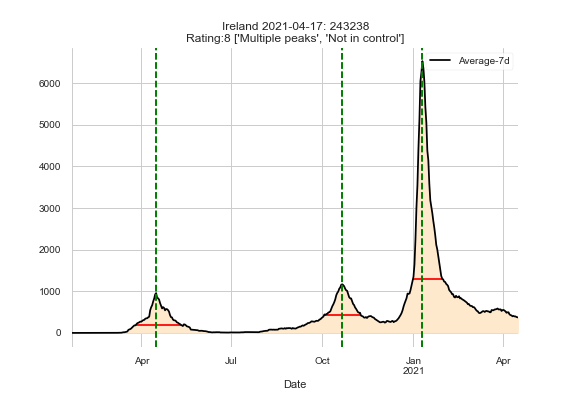 Ireland 2021-04-17: 243238
Rating:8 ['Multiple peaks', 'Not in control']
Average-7d
6000
5000
4000
3000
2000
1000
0
Apr
Jul
Oct
Jan
2021
Apr
Date